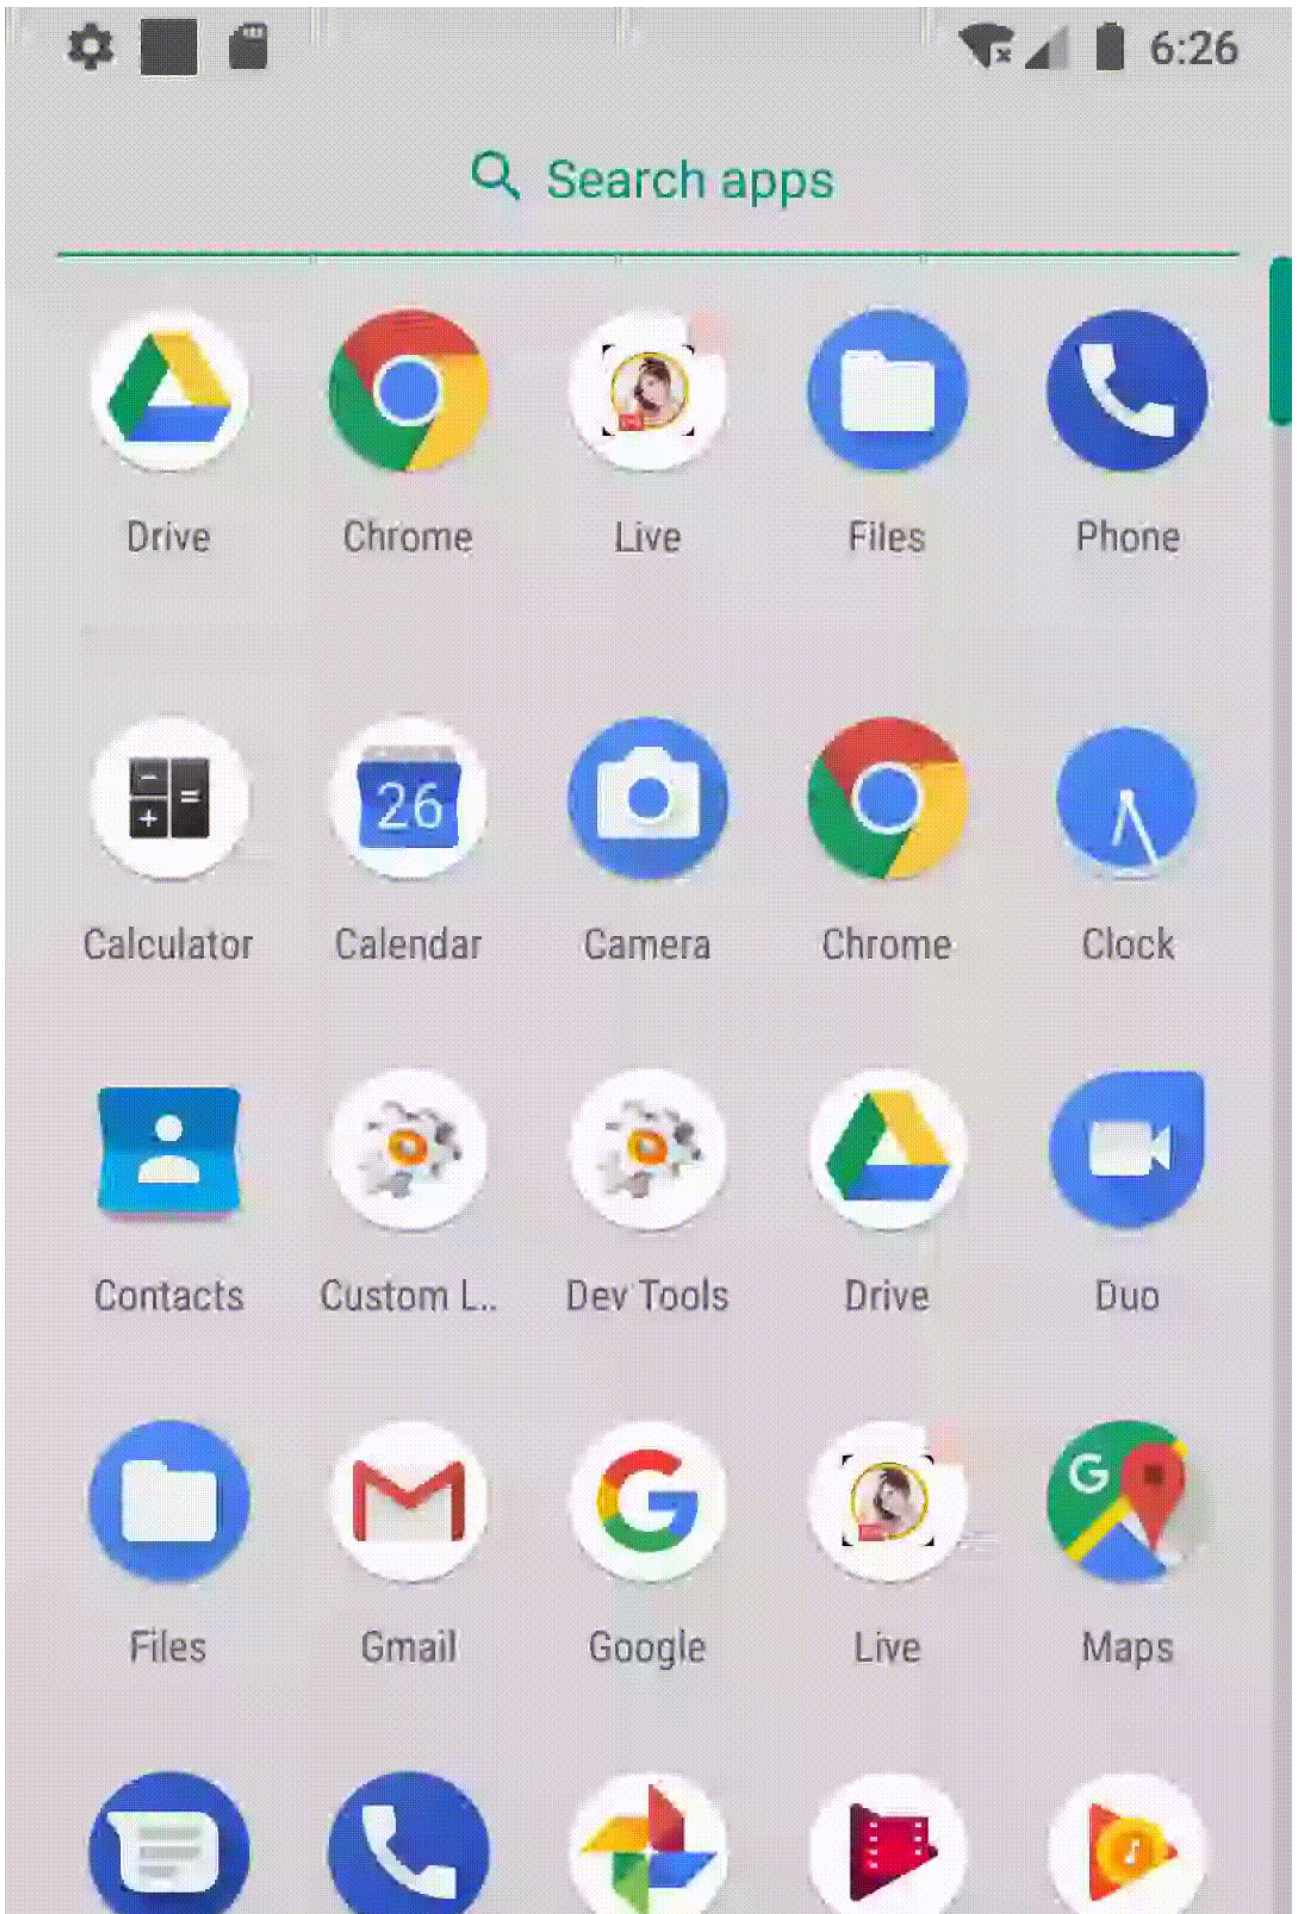 6:26
Search apps
Drive Chrome Live Files Phone
26
Calculator Calendar Camera Chrome Clock
Contacts Custom L.. Dev Tools Drive Duo
G
Files Gmail Google Live Maps